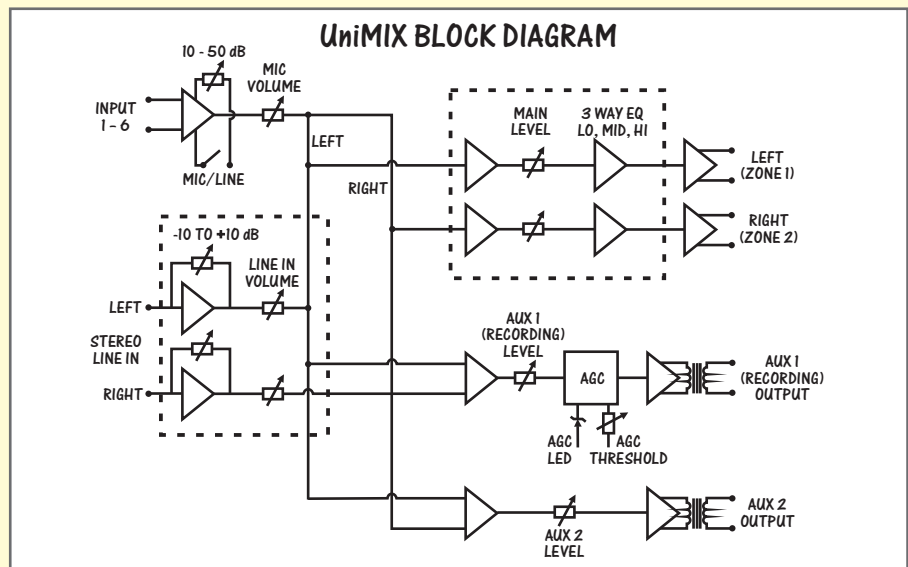 UniMIX BLOCK DIAGRAM
10 - 50 dB
MIC
VOLUME
INPUT
1 – 6
MIC/LINE
LEFT
RIGHT
MAIN
LEVEL
3 WAY EQ
LO, MID, HI
LEFT
(ZONE 1)
RIGHT
(ZONE 2)
-10 TO +10 dB
LINE IN
VOLUME
LEFT
STEREO
LINE IN
RIGHT
AUX 1
(RECORDING)
LEVEL
AGC
AGC
LED
AGC
THRESHOLD
AUX 1
(RECORDING)
OUTPUT
AUX 2
LEVEL
AUX 2
OUTPUT